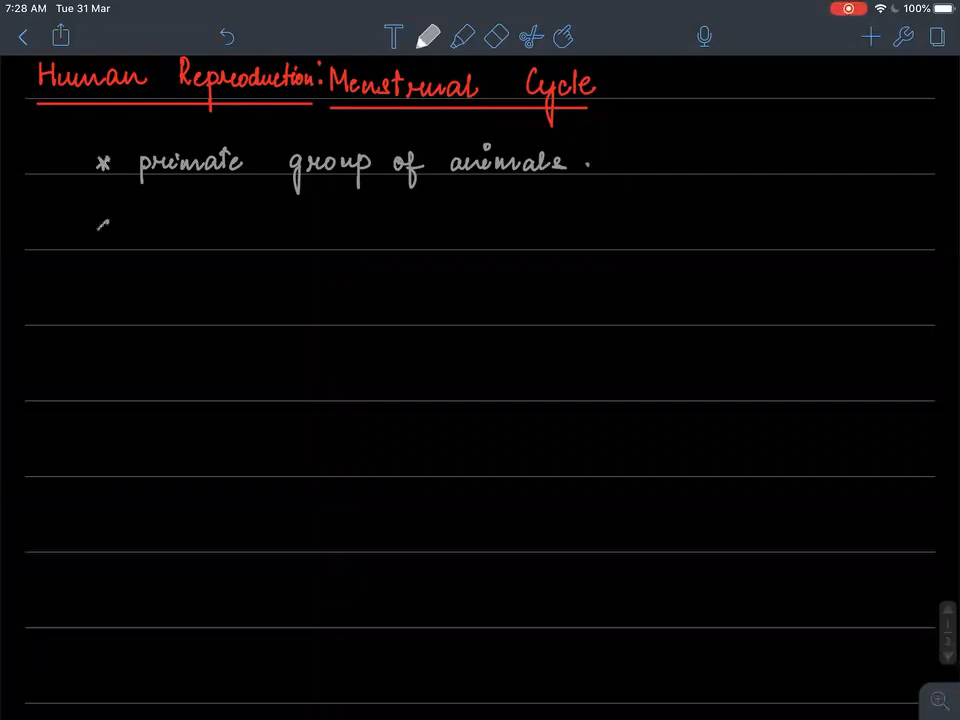 7:28 AM Tue 31 Mar 100%
Human Reproduction: Menstrual Cycle
* primate group of animals.